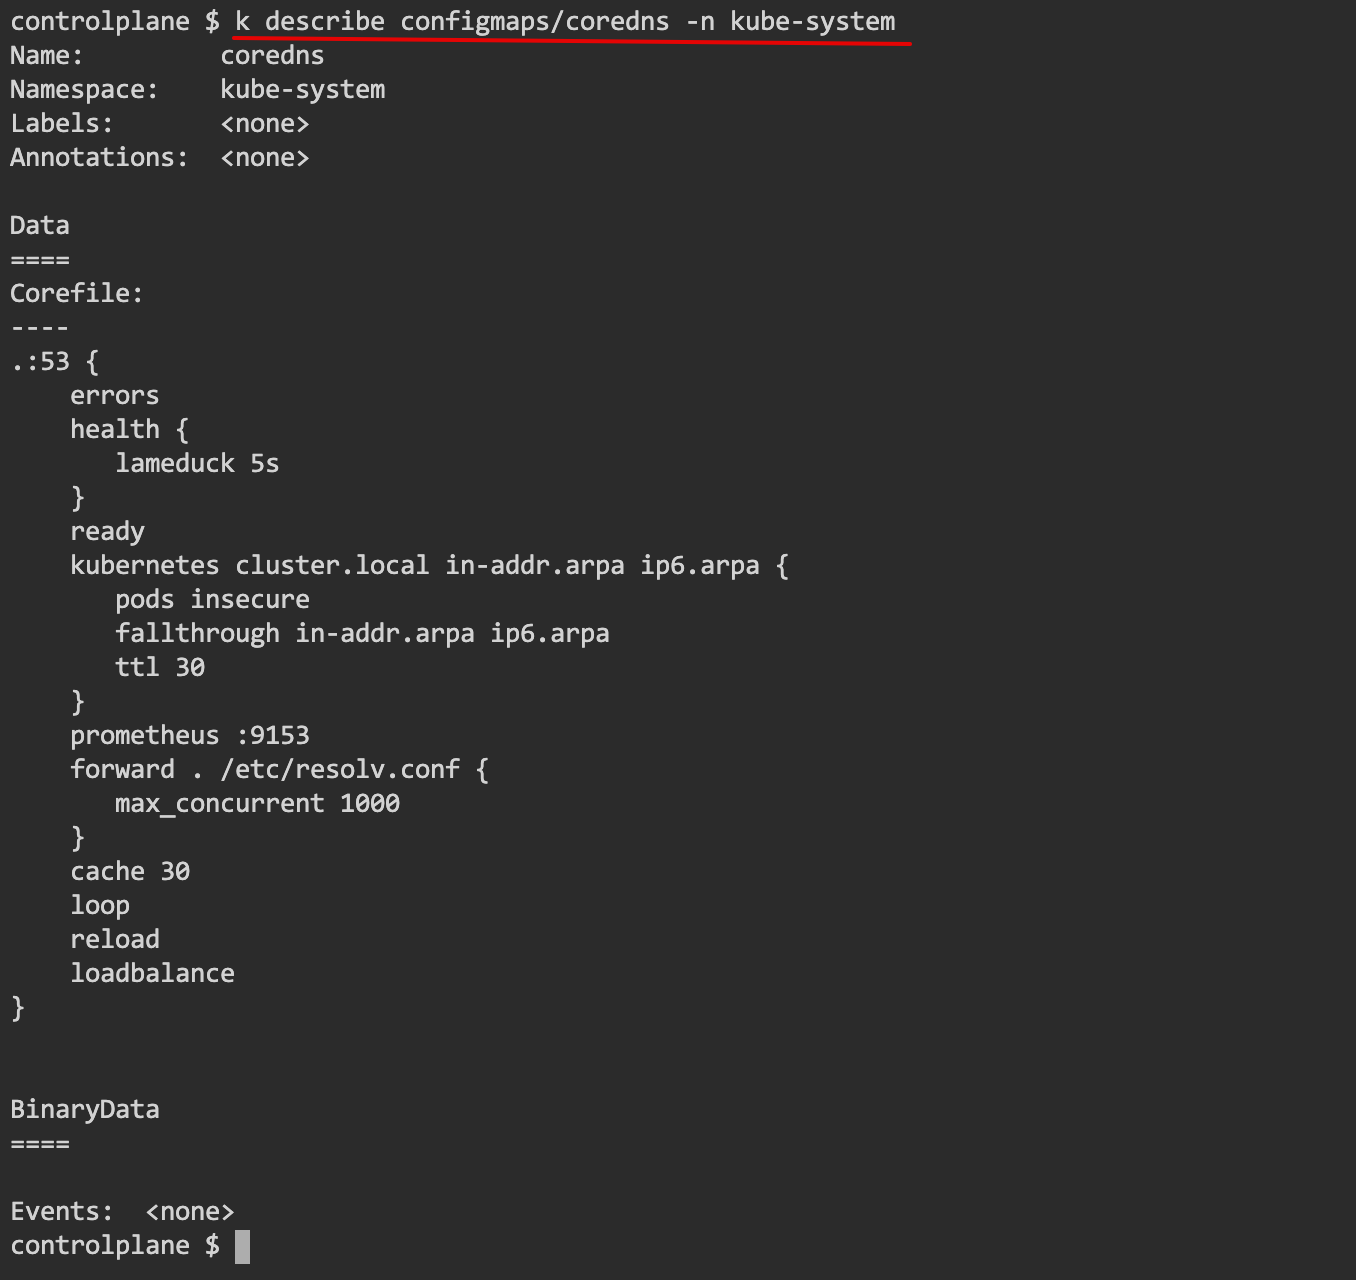 controlplane $ k describe configmaps/coredns -n kube-system
Name:         coredns
Namespace:    kube-system
Labels:       <none>
Annotations:  <none>

Data
====
Corefile:
----
.:53 {
    errors
    health {
       lameduck 5s
    }
    ready
    kubernetes cluster.local in-addr.arpa ip6.arpa {
       pods insecure
       fallthrough in-addr.arpa ip6.arpa
       ttl 30
    }
    prometheus :9153
    forward . /etc/resolv.conf {
       max_concurrent 1000
    }
    cache 30
    loop
    reload
    loadbalance
}

BinaryData
====

Events:  <none>
controlplane $